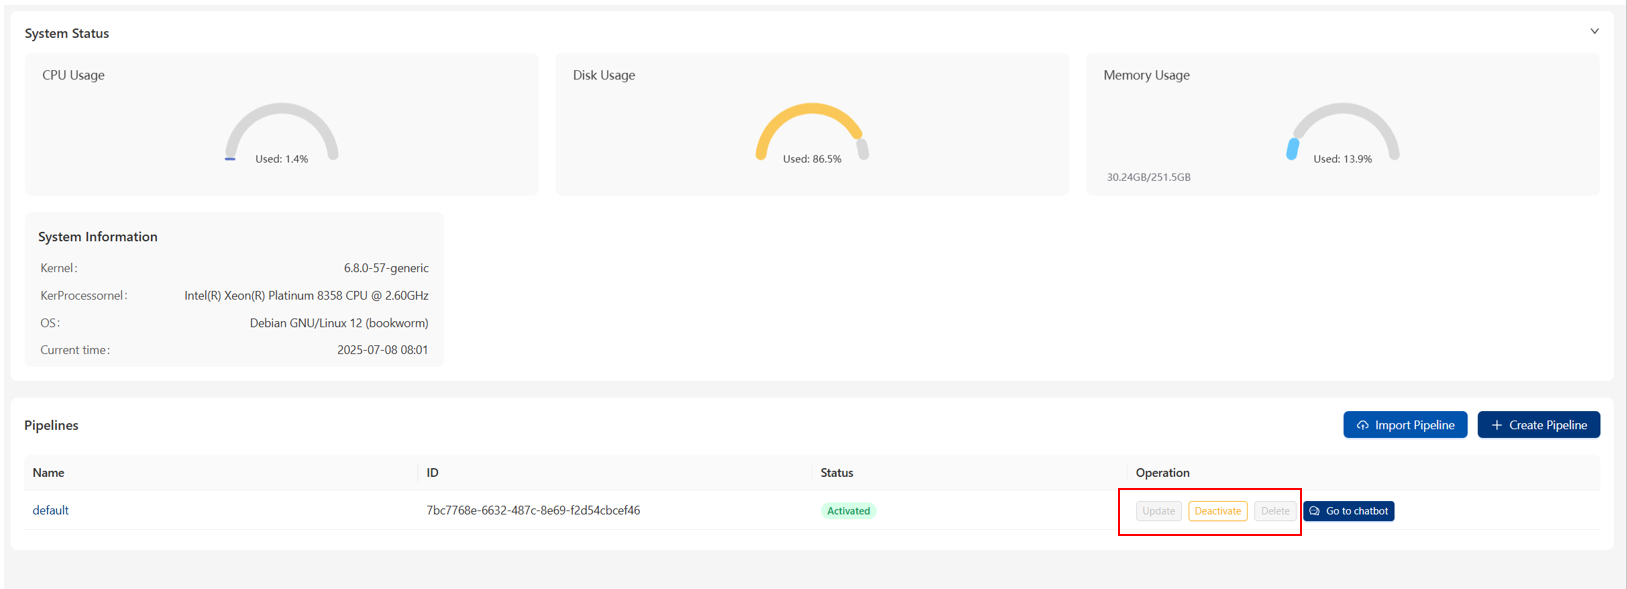 System Status
CPU Usage
Disk Usage
Memory Usage
Used: 1.4%
Used: 86.5%
Used: 13.9%
30.24GB/251.5GB
System Information
Kernel: 6.8.0-57-generic
KerProcessornel: Intel(R) Xeon(R) Platinum 8358 CPU @ 2.60GHz
OS: Debian GNU/Linux 12 (bookworm)
Current time: 2025-07-08 08:01
Pipelines
Import Pipeline
Create Pipeline
Name ID Status Operation
default 7bc7768e-6632-487c-8e69-f2d54cbcef46 Activated Update Deactivate Delete Go to chatbot